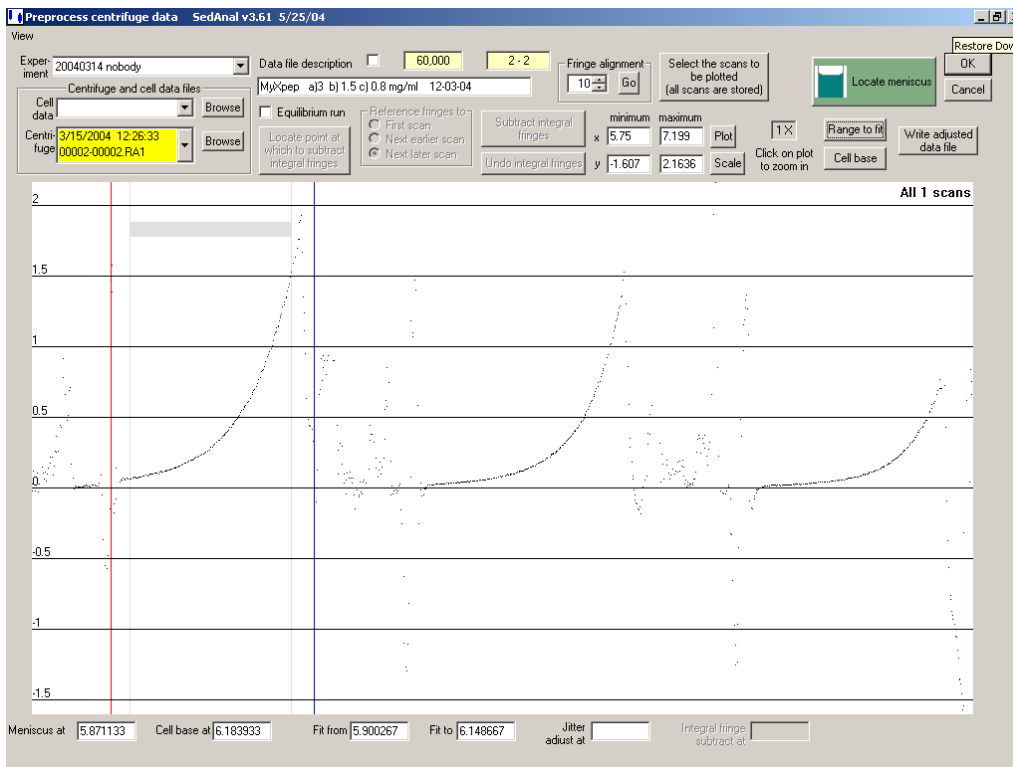 Preprocess centrifuge data SedAnal v3.61 5/25/04
View
Restore Dow
Exper-
iment
20040314 nobody
Data file description
60,000
2 - 2
Fringe alignment
10
Go
Select the scans to
be plotted
(all scans are stored)
Locate meniscus
OK
Cancel
Centrifuge and cell data files
Cell
data
Browse
Centri-
fuge
3/15/2004 12:26:33
00002-00002.RA1
Browse
MyXpep a)3 b) 1.5 c) 0.8 mg/ml 12-03-04
Equilibrium run
Locate point at
which to subtract
integral fringes
Reference fringes to
First scan
Next earlier scan
Next later scan
Subtract integral
fringes
Undo integral fringes
minimum maximum
x 5.75 7.199 Plot
y -1.607 2.1636 Scale
1 X
Click on plot
to zoom in
Range to fit
Cell base
Write adjusted
data file
All 1 scans
2
1.5
1
0.5
0
-0.5
-1
-1.5
Meniscus at 5.871133
Cell base at 6.183933
Fit from 5.900267
Fit to 6.148667
Jitter
adjust at
Integral fringe
subtract at